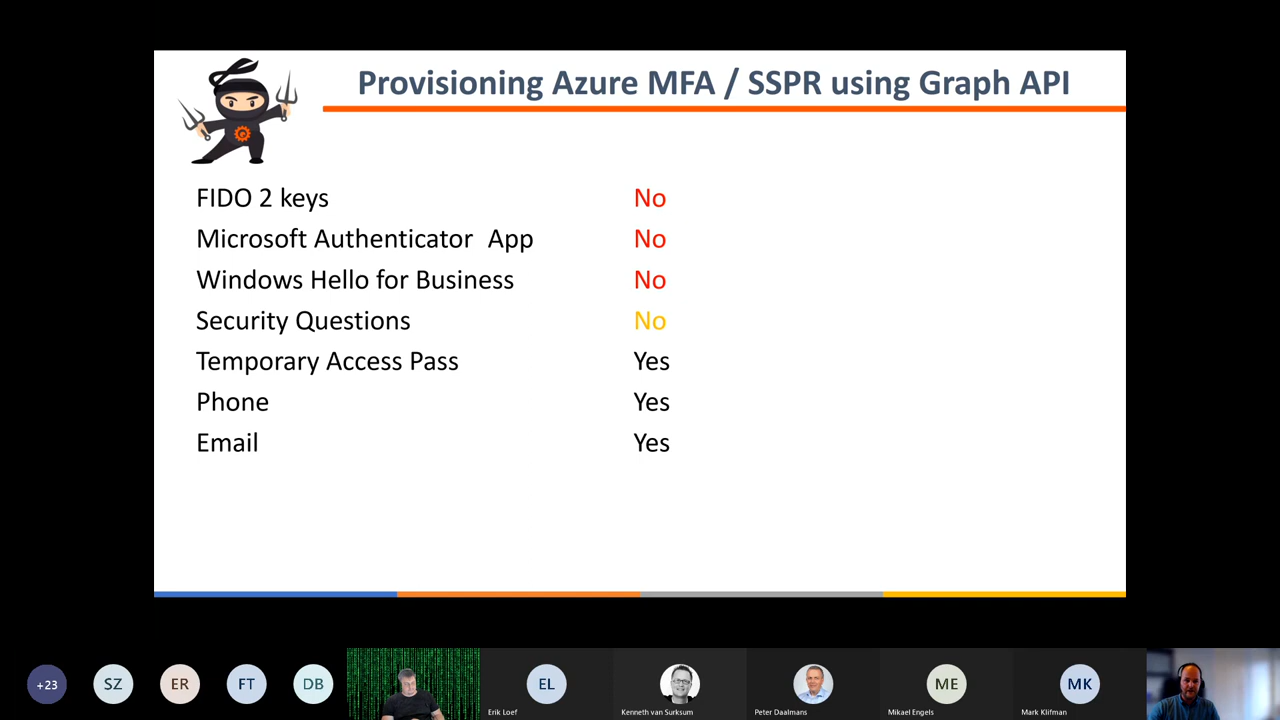 Provisioning Azure MFA / SSPR using Graph API
FIDO 2 keys No
Microsoft Authenticator App No
Windows Hello for Business No
Security Questions No
Temporary Access Pass Yes
Phone Yes
Email Yes
+23 SZ ER FT DB EL ME MK
Erik Loef Kenneth van Surksum Peter Daalmans Mikael Engels Mark Klifman